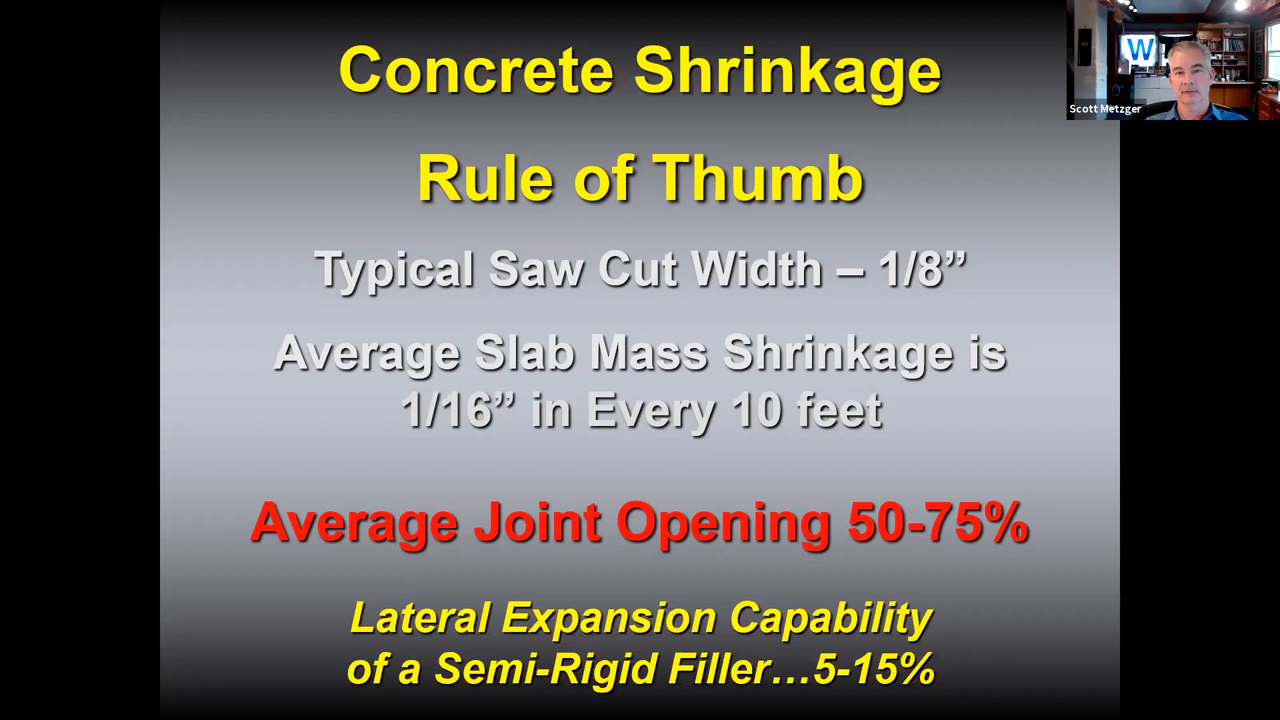 Concrete Shrinkage
Rule of Thumb
Typical Saw Cut Width – 1/8”
Average Slab Mass Shrinkage is
1/16” in Every 10 feet
Average Joint Opening 50-75%
Lateral Expansion Capability
of a Semi-Rigid Filler…5-15%
W
Scott Metzger